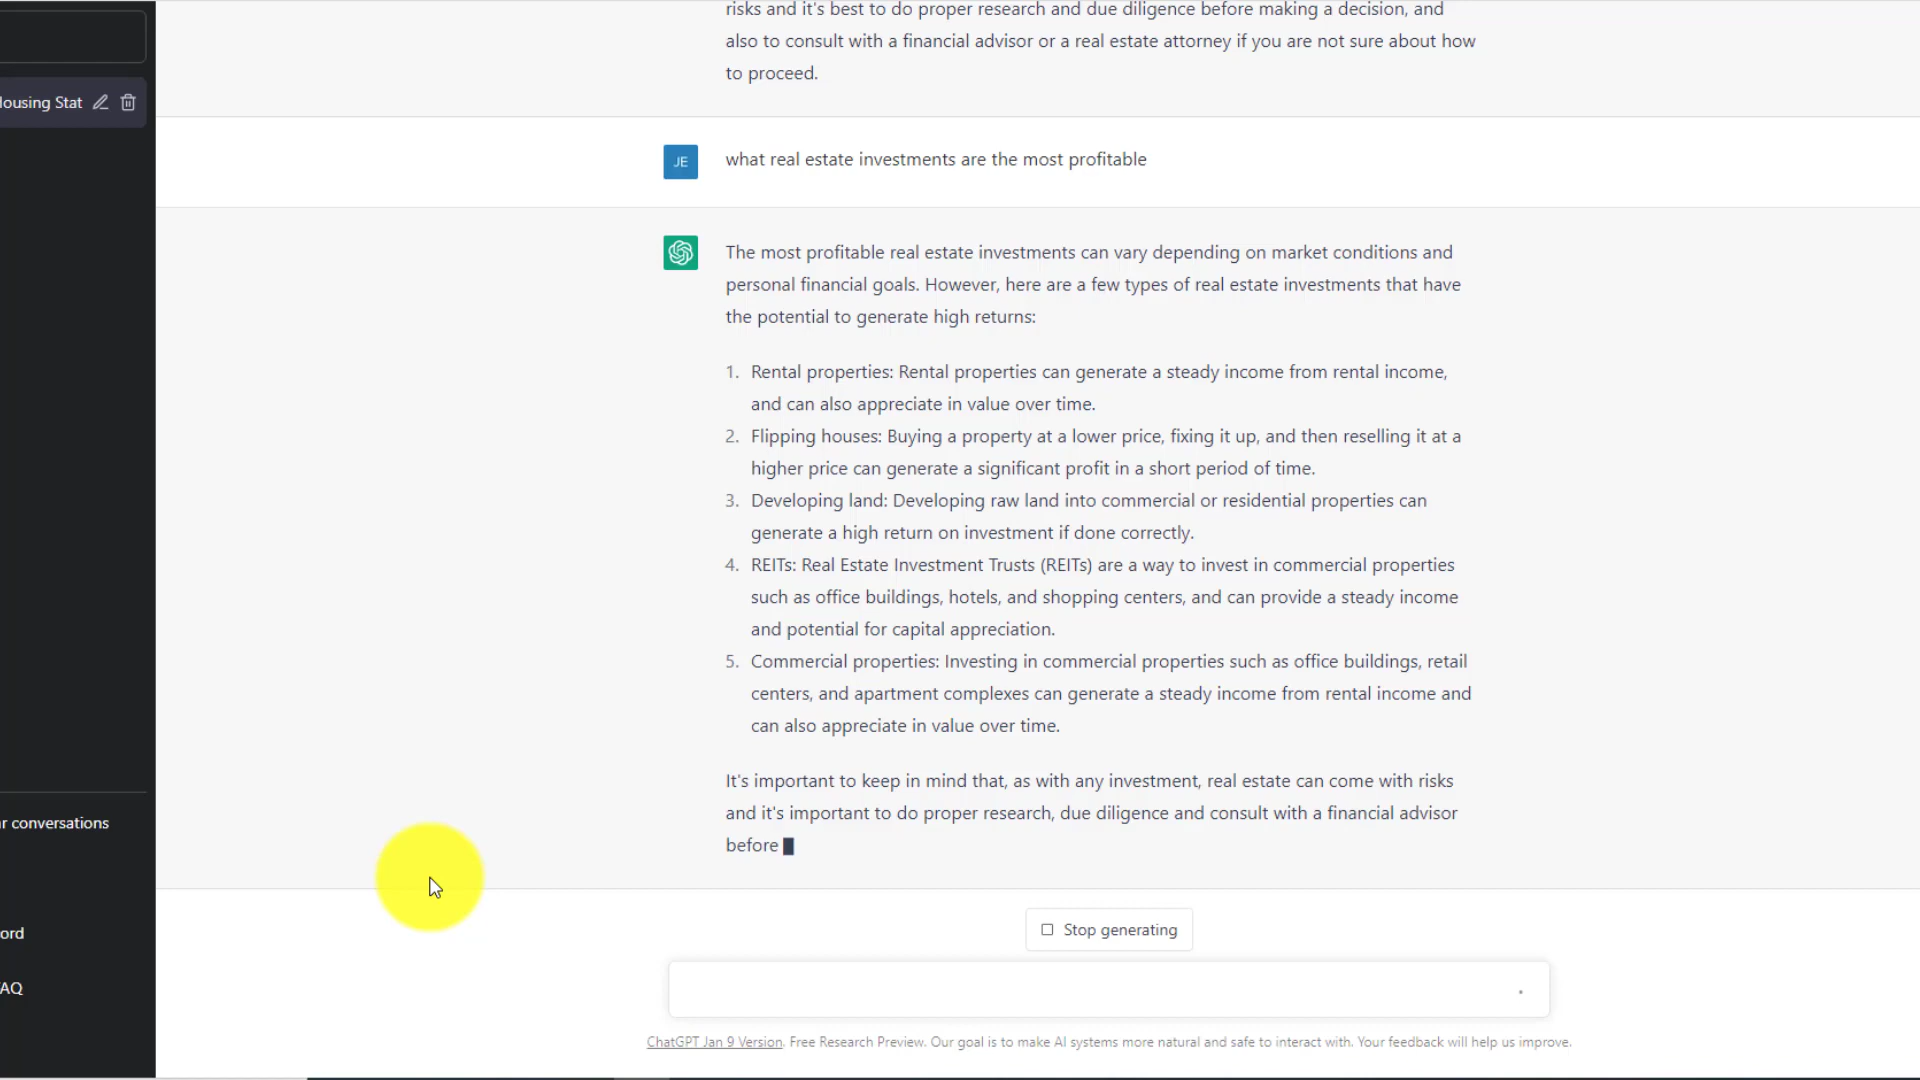 risks and it's best to do proper research and due diligence before making a decision, and
also to consult with a financial advisor or a real estate attorney if you are not sure about how
to proceed.
ousing Stat
JE
what real estate investments are the most profitable
The most profitable real estate investments can vary depending on market conditions and
personal financial goals. However, here are a few types of real estate investments that have
the potential to generate high returns:
1. Rental properties: Rental properties can generate a steady income from rental income,
and can also appreciate in value over time.
2. Flipping houses: Buying a property at a lower price, fixing it up, and then reselling it at a
higher price can generate a significant profit in a short period of time.
3. Developing land: Developing raw land into commercial or residential properties can
generate a high return on investment if done correctly.
4. REITs: Real Estate Investment Trusts (REITs) are a way to invest in commercial properties
such as office buildings, hotels, and shopping centers, and can provide a steady income
and potential for capital appreciation.
5. Commercial properties: Investing in commercial properties such as office buildings, retail
centers, and apartment complexes can generate a steady income from rental income and
can also appreciate in value over time.
It's important to keep in mind that, as with any investment, real estate can come with risks
and it's important to do proper research, due diligence and consult with a financial advisor
before
r conversations
ord
AQ
Stop generating
ChatGPT Jan 9 Version. Free Research Preview. Our goal is to make AI systems more natural and safe to interact with. Your feedback will help us improve.